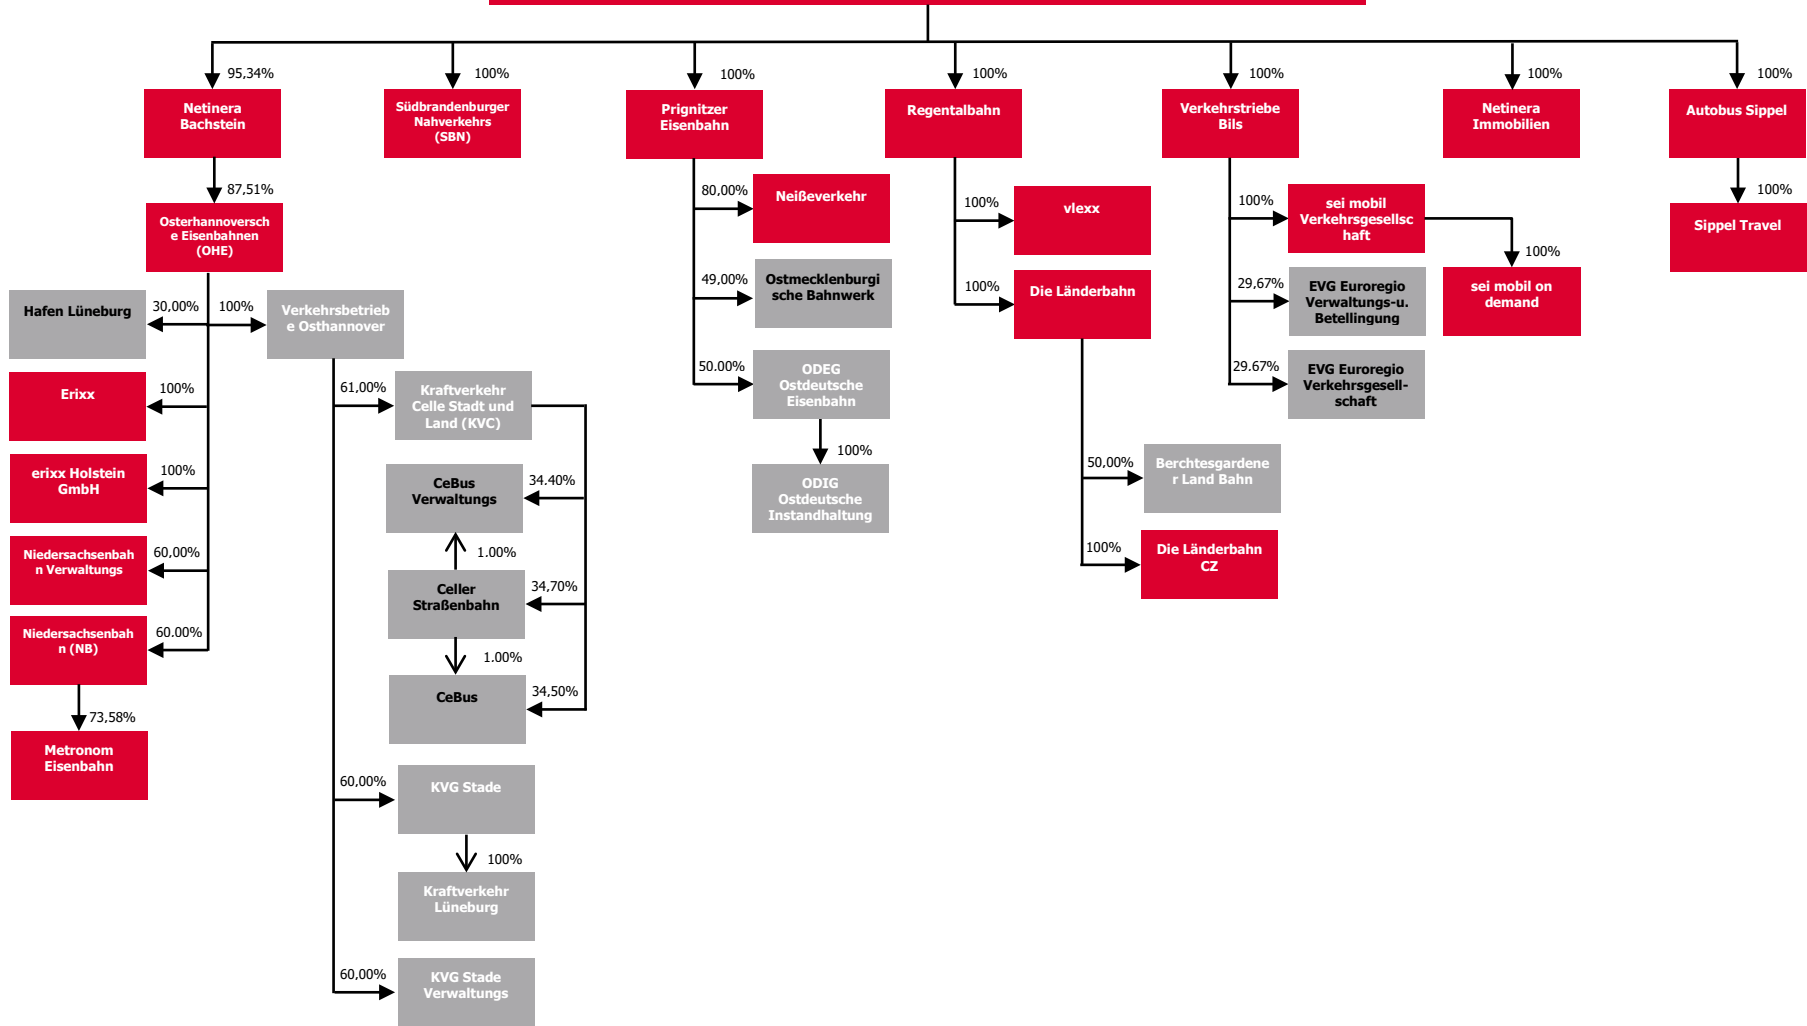 95,34%
100%
100%
100%
100%
100%
100%
Netinera
Bachstein
Südbrandenburger
Nahverkehrs
(SBN)
Prignitzer
Eisenbahn
Regentalbahn
Verkehrstriebe
Bils
Netinera
Immobilien
Autobus Sippel
87,51%
Osterhannoversch
e Eisenbahnen
(OHE)
80,00%
Neißeverkehr
100%
vlexx
100%
sei mobil
Verkehrsgesellsc
haft
100%
Sippel Travel
100%
sei mobil on
demand
Hafen Lüneburg
30,00%
100%
Verkehrsbetrieb
e Osthannover
49,00%
Ostmecklenburgi
sche Bahnwerk
100%
Die Länderbahn
29,67%
EVG Euroregio
Verwaltungs-u.
Betellingung
Erixx
100%
61,00%
Kraftverkehr
Celle Stadt und
Land (KVC)
50.00%
ODEG
Ostdeutsche
Eisenbahn
29.67%
EVG Euroregio
Verkehrsgesell-
schaft
erixx Holstein
GmbH
100%
CeBus
Verwaltungs
34.40%
100%
ODIG
Ostdeutsche
Instandhaltung
50,00%
Berchtesgardene
r Land Bahn
Niedersachsenbah
n Verwaltungs
60,00%
1.00%
Celler
Straßenbahn
34,70%
100%
Die Länderbahn
CZ
Niedersachsenbah
n (NB)
60.00%
1.00%
CeBus
34,50%
73,58%
Metronom
Eisenbahn
60,00%
KVG Stade
100%
Kraftverkehr
Lüneburg
60,00%
KVG Stade
Verwaltungs